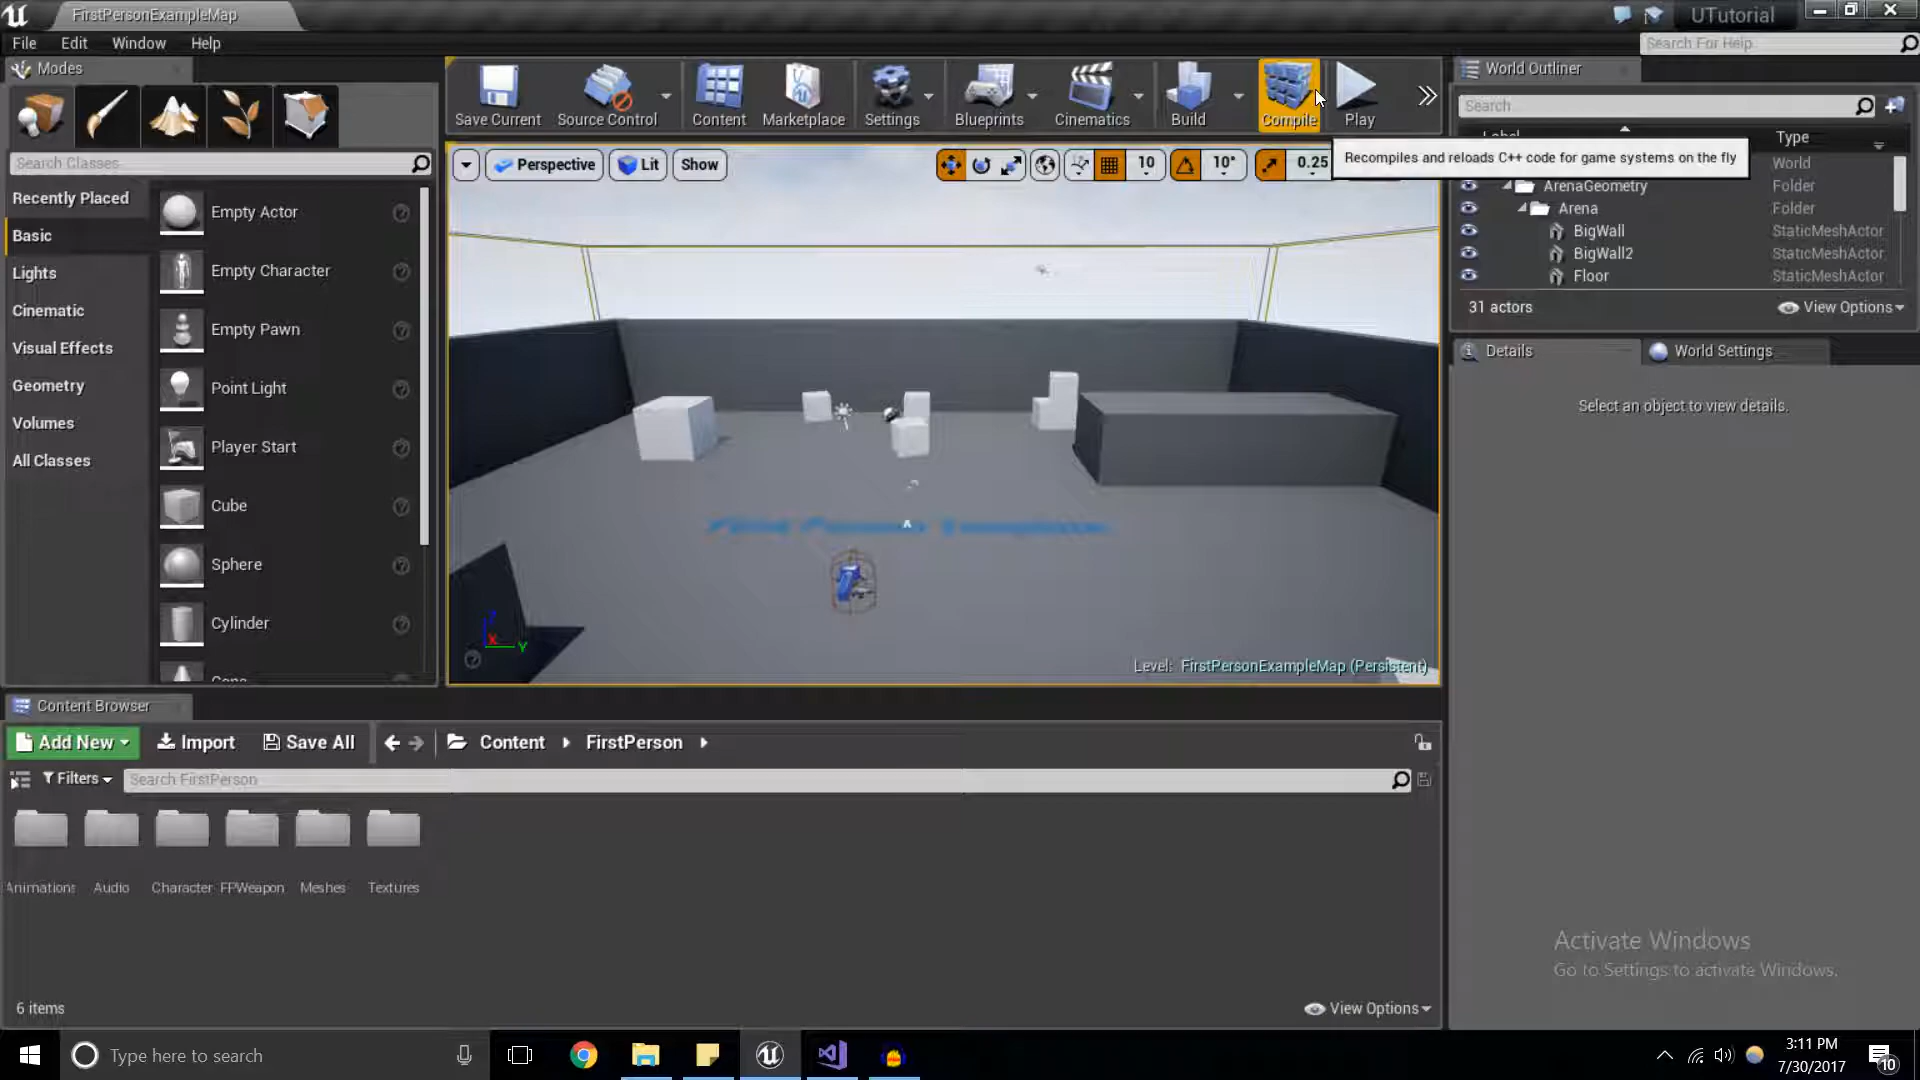 FirstPersonExampleMap
UTutorial
File Edit Window Help
Search For Help
Modes
Save Current Source Control Content Marketplace Settings Blueprints Cinematics Build Compile Play
World Outliner
Search
Search Classes
Perspective Lit Show 10 10° 0.25
Recompiles and reloads C++ code for game systems on the fly
Label Type
World
ArenaGeometry Folder
Arena Folder
BigWall StaticMeshActor
BigWall2 StaticMeshActor
Floor StaticMeshActor
31 actors View Options
Recently Placed
Basic
Lights
Cinematic
Visual Effects
Geometry
Volumes
All Classes
Empty Actor
Empty Character
Empty Pawn
Point Light
Player Start
Cube
Sphere
Cylinder
Cone
Details World Settings
Select an object to view details.
Z
X
Y
Level: FirstPersonExampleMap (Persistent)
Content Browser
Add New Import Save All Content FirstPerson
Filters Search FirstPerson
Animations Audio Character FPWeapon Meshes Textures
6 items View Options
Activate Windows
Go to Settings to activate Windows.
Type here to search
3:11 PM
7/30/2017
10